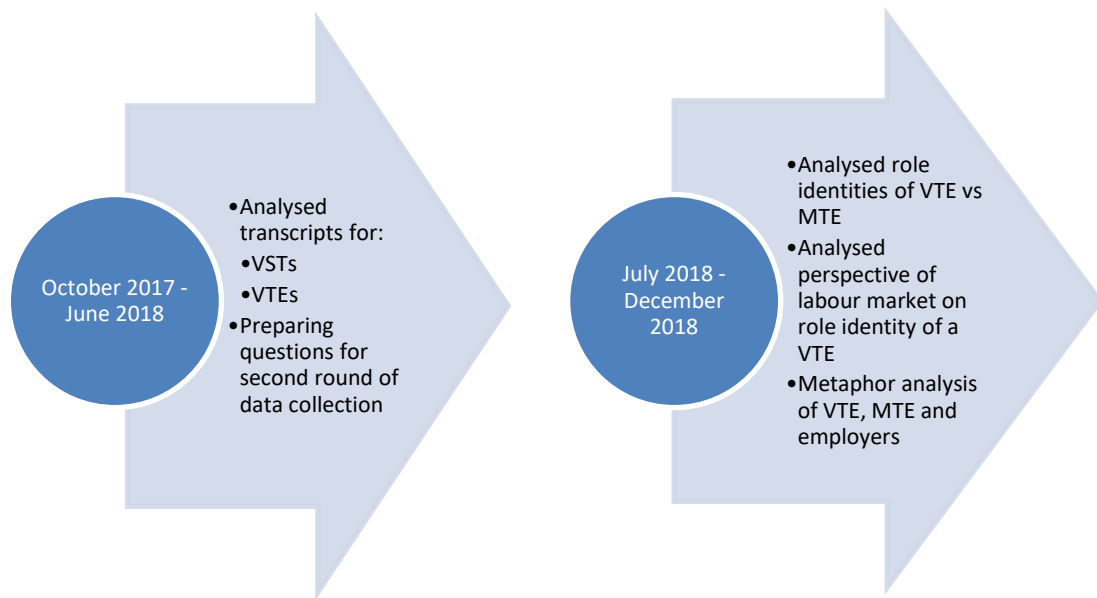 October 2017 -
June 2018
•Analysed
transcripts for:
•VSTs
•VTEs
•Preparing
questions for
second round of
data collection
July 2018 -
December
2018
•Analysed role
identities of VTE vs
MTE
•Analysed
perspective of
labour market on
role identity of a
VTE
•Metaphor analysis
of VTE, MTE and
employers